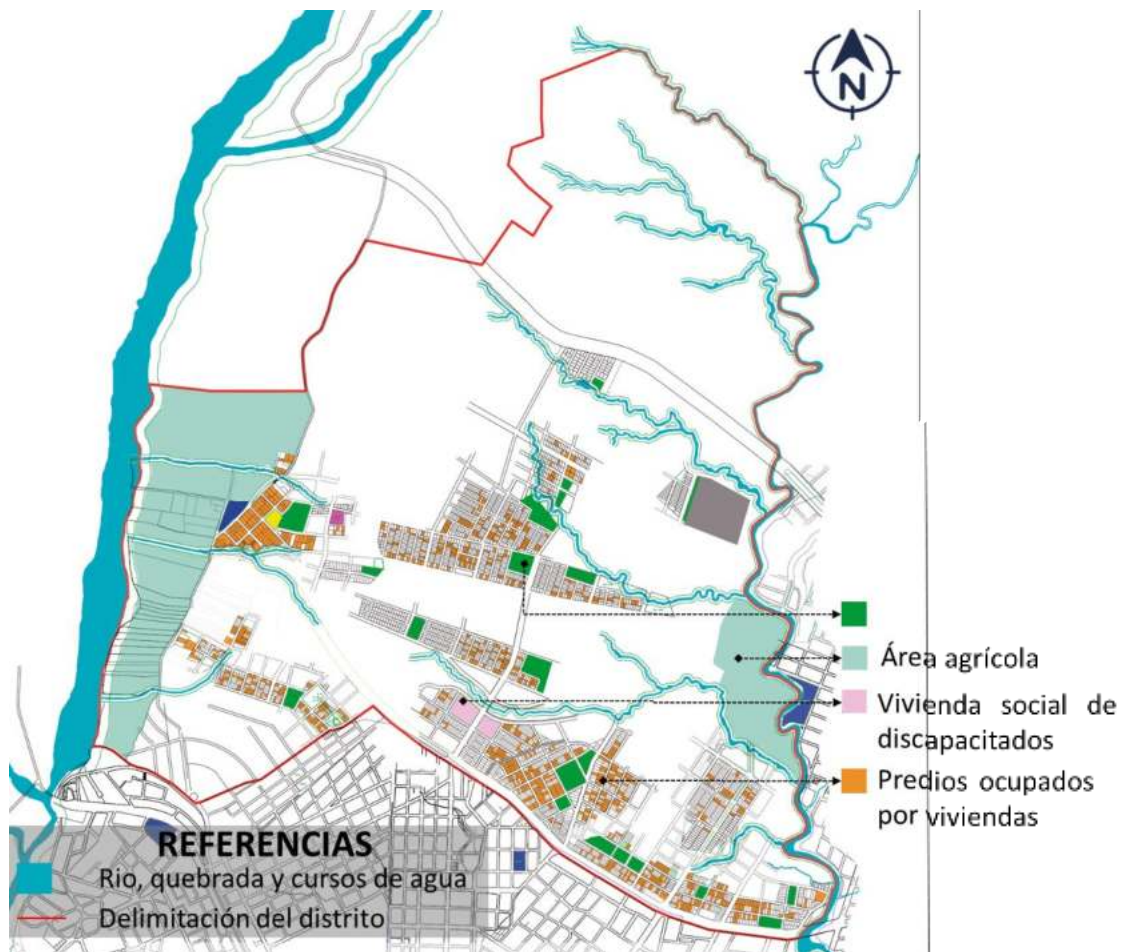 N
Área agrícola
Vivienda social de
discapacitados
Predios ocupados
por viviendas
REFERENCIAS
Rio, quebrada y cursos de agua
Delimitación del distrito